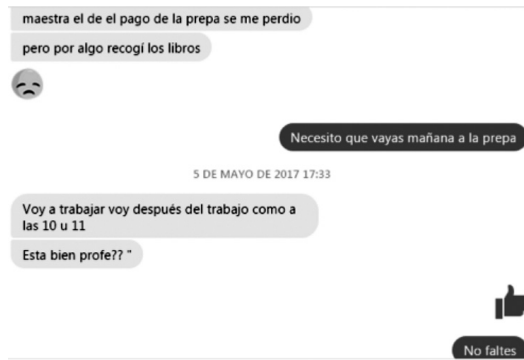 maestra el de el pago de la prepa se me perdio
pero por algo recogí los libros
Necesito que vayas mañana a la prepa
5 DE MAYO DE 2017 17:33
Voy a trabajar voy después del trabajo como a
las 10 u 11
Esta bien profe?? "
No faltes